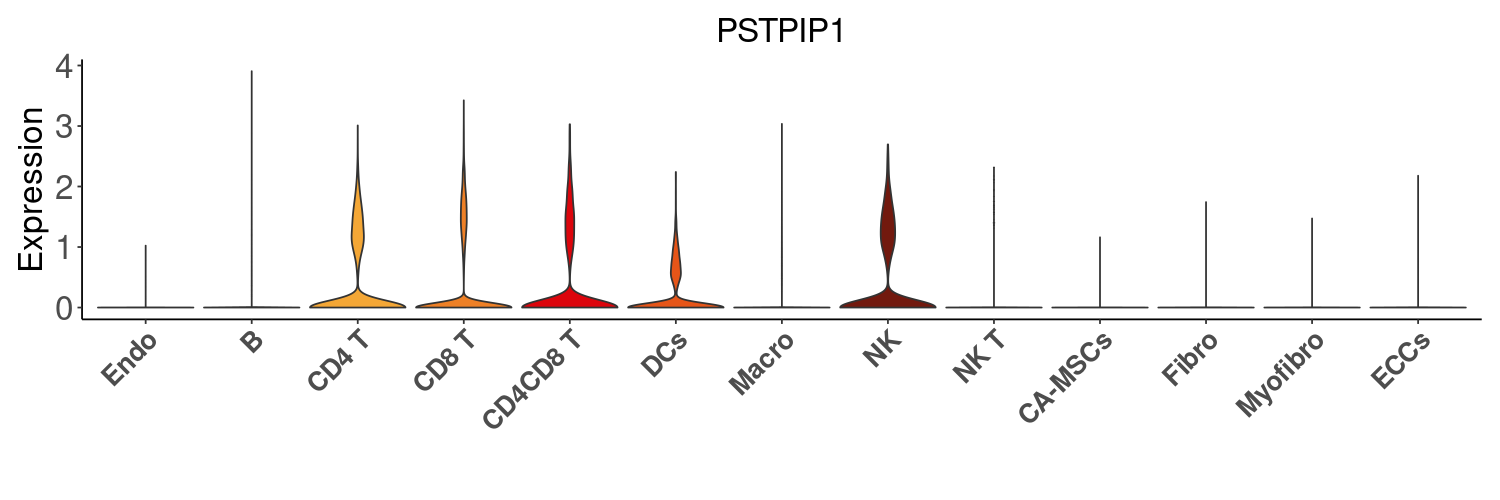 PSTPIP1
Expression
4
3
2
1
0
Endo
B
CD4 T
CD8 T
CD4CD8 T
DCs
Macro
NK
NK T
CA-MSCs
Fibro
Myofibro
ECCs